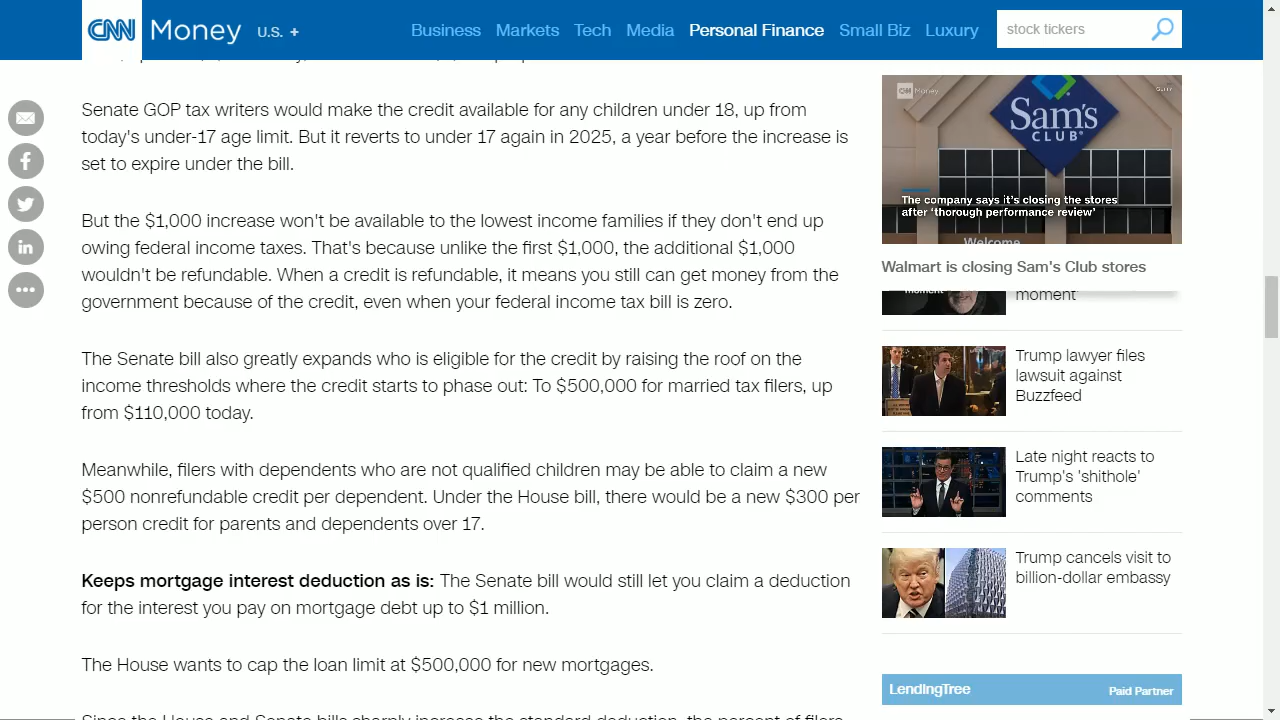 CNN Money U.S. +
Business Markets Tech Media Personal Finance Small Biz Luxury
stock tickers
Senate GOP tax writers would make the credit available for any children under 18, up from
today's under-17 age limit. But it reverts to under 17 again in 2025, a year before the increase is
set to expire under the bill.
But the $1,000 increase won't be available to the lowest income families if they don't end up
owing federal income taxes. That's because unlike the first $1,000, the additional $1,000
wouldn't be refundable. When a credit is refundable, it means you still can get money from the
government because of the credit, even when your federal income tax bill is zero.
The Senate bill also greatly expands who is eligible for the credit by raising the roof on the
income thresholds where the credit starts to phase out: To $500,000 for married tax filers, up
from $110,000 today.
Meanwhile, filers with dependents who are not qualified children may be able to claim a new
$500 nonrefundable credit per dependent. Under the House bill, there would be a new $300 per
person credit for parents and dependents over 17.
Keeps mortgage interest deduction as is: The Senate bill would still let you claim a deduction
for the interest you pay on mortgage debt up to $1 million.
The House wants to cap the loan limit at $500,000 for new mortgages.
Since the House and Senate bills sharply increase the standard deduction, the percent of filers
CNN Money
Getty
Sam's
CLUB
The company says it's closing the stores
after 'thorough performance review'
Welcome
Walmart is closing Sam's Club stores
moment
moment'
Trump lawyer files
lawsuit against
Buzzfeed
Late night reacts to
Trump's 'shithole'
comments
Trump cancels visit to
billion-dollar embassy
LendingTree
Paid Partner